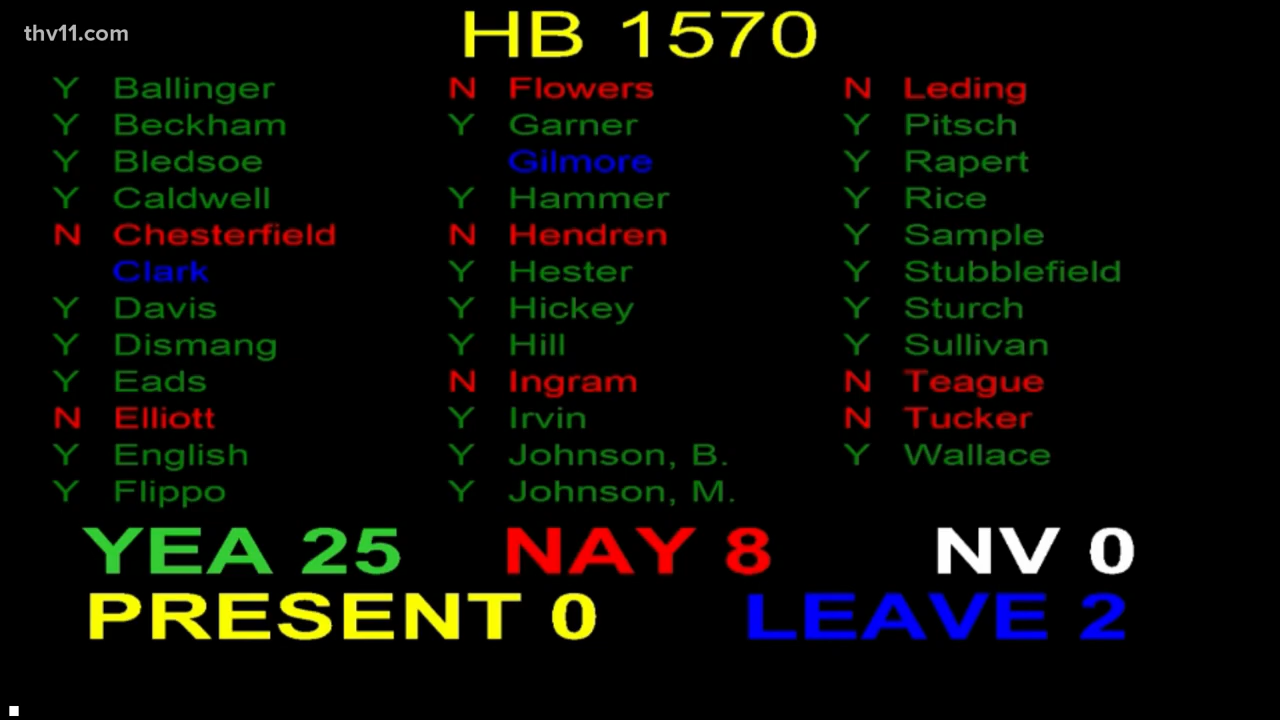 thv11.com
HB 1570
Y Ballinger N Flowers N Leding
Y Beckham Y Garner Y Pitsch
Y Bledsoe Gilmore Y Rapert
Y Caldwell Y Hammer Y Rice
N Chesterfield N Hendren Y Sample
Clark Y Hester Y Stubblefield
Y Davis Y Hickey Y Sturch
Y Dismang Y Hill Y Sullivan
Y Eads N Ingram N Teague
N Elliott Y Irvin N Tucker
Y English Y Johnson, B. Y Wallace
Y Flippo Y Johnson, M.
YEA 25 NAY 8 NV 0
PRESENT 0 LEAVE 2